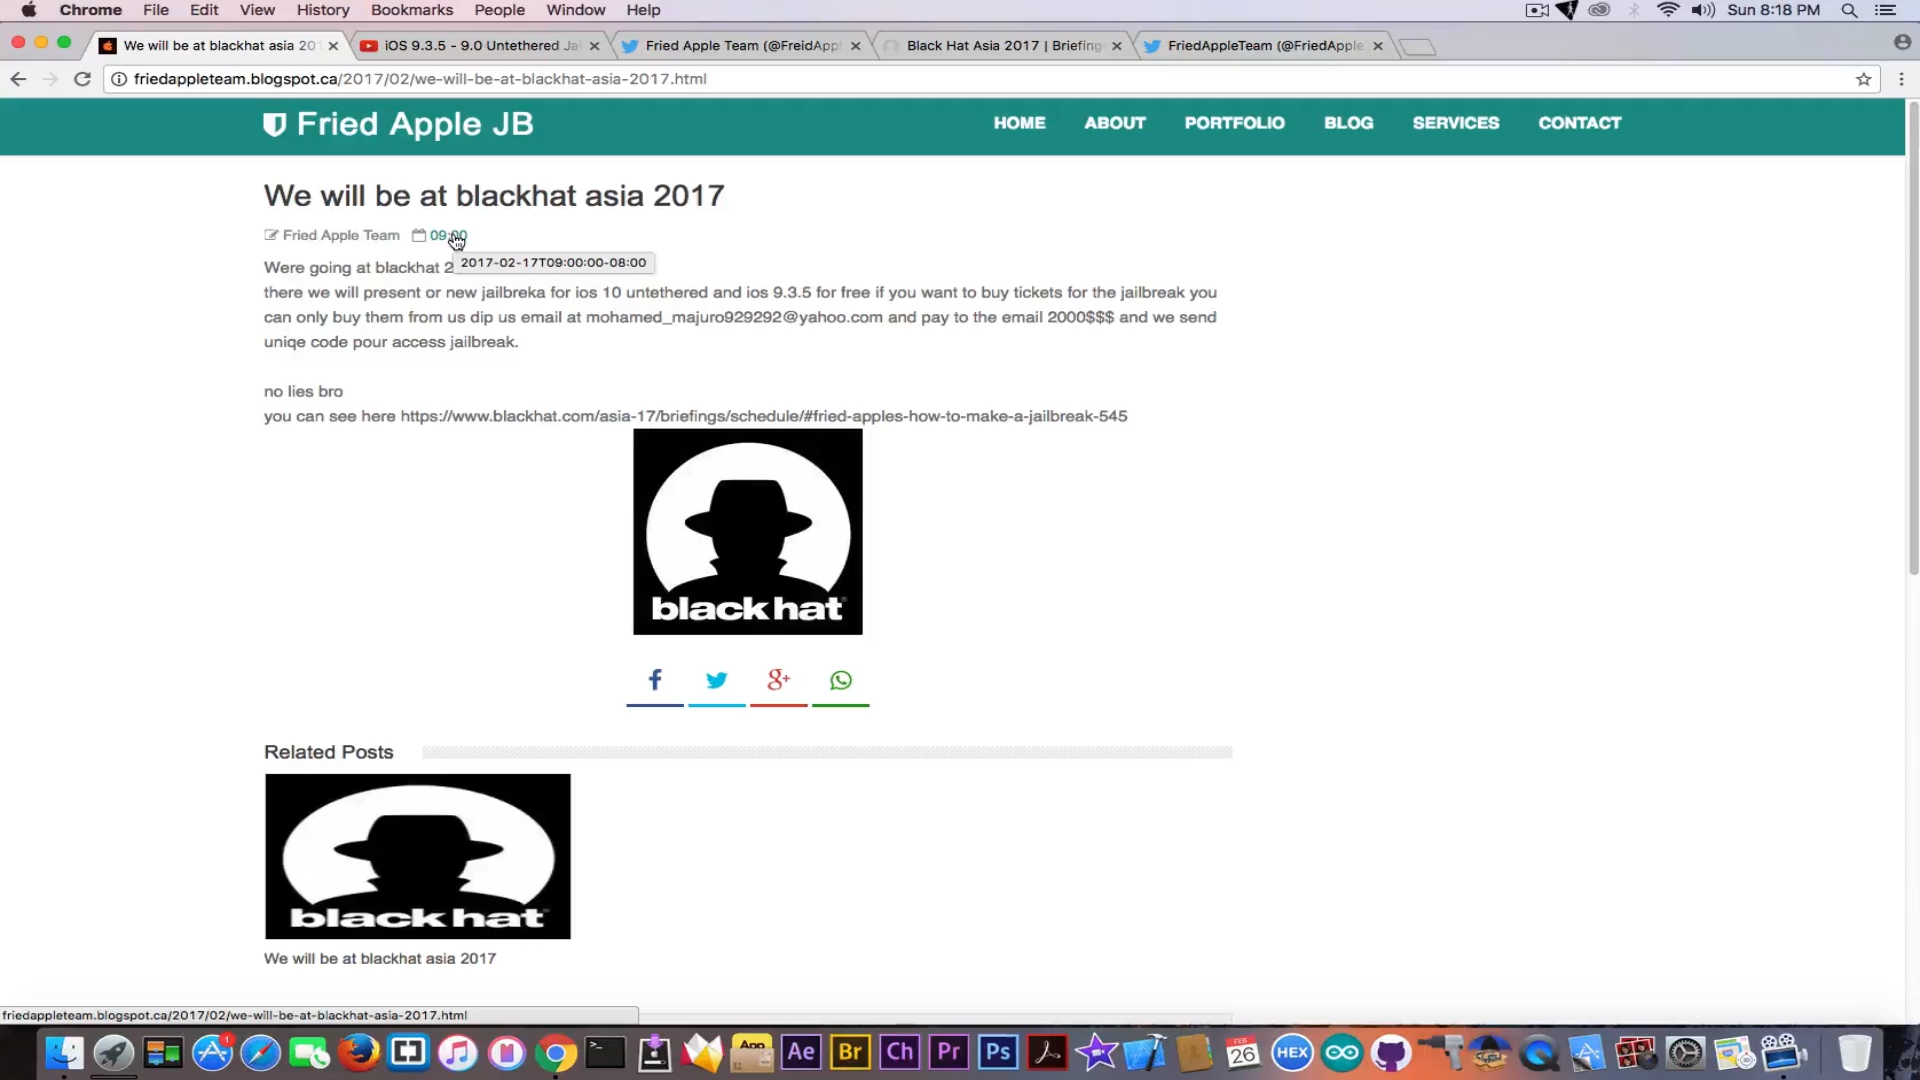 Chrome File Edit View History Bookmarks People Window Help Sun 8:18 PM
We will be at blackhat asia 20
iOS 9.3.5 - 9.0 Untethered Ja
Fried Apple Team (@FreidApp
Black Hat Asia 2017 | Briefing
FriedAppleTeam (@FriedApple
friedappleteam.blogspot.ca/2017/02/we-will-be-at-blackhat-asia-2017.html
Fried Apple JB
HOME ABOUT PORTFOLIO BLOG SERVICES CONTACT
We will be at blackhat asia 2017
Fried Apple Team 09:00
2017-02-17T09:00:00-08:00
Were going at blackhat 2
there we will present or new jailbreka for ios 10 untethered and ios 9.3.5 for free if you want to buy tickets for the jailbreak you
can only buy them from us dip us email at mohamed_majuro929292@yahoo.com and pay to the email 2000$$$ and we send
uniqe code pour access jailbreak.
no lies bro
you can see here https://www.blackhat.com/asia-17/briefings/schedule/#fried-apples-how-to-make-a-jailbreak-545
black hat
Related Posts
black hat
We will be at blackhat asia 2017
friedappleteam.blogspot.ca/2017/02/we-will-be-at-blackhat-asia-2017.html
1 App Ae Br Ch Pr Ps FEB 26 HEX